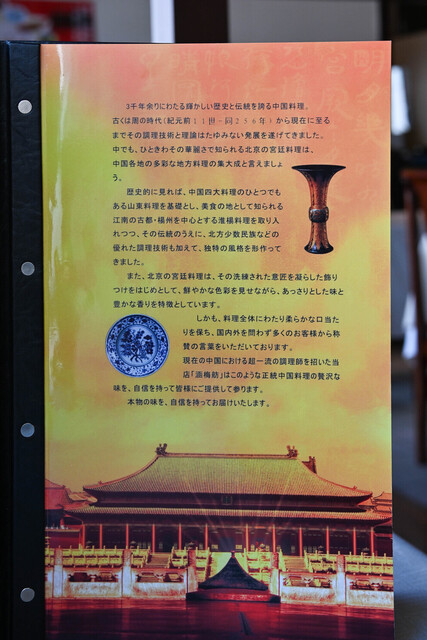 3千年余りにわたる輝かしい歴史と伝統を誇る中国料理。
古くは周の時代(紀元前11世-同256年)から現在に至る
までその調理技術と理論はたゆみない発展を遂げてきました。
中でも、ひときわその華麗さで知られる北京の宮廷料理は、
中国各地の多彩な地方料理の集大成と言えましょ
う。
歴史的に見れば、中国四大料理のひとつでも
ある山東料理を基礎とし、美食の地として知られる
江南の古都・楊州を中心とする淮楊料理を取り入
れつつ、その伝統のうえに、北方少数民族などの
優れた調理技術も加えて、独特の風格を形作って
きました。
また、北京の宮廷料理は、その洗練された意匠を凝らした飾り
つけをはじめとして、鮮やかな色彩を見せながら、あっさりとした味と
豊かな香りを特徴としています。
しかも、料理全体にわたり柔らかな口当た
りを保ち、国内外を問わず多くのお客様から称
賛の言葉をいただいております。
現在の中国における超一流の調理師を招いた当
店「涵梅舫」はこのような正統中国料理の贅沢な
味を、自信を持って皆様にご提供して参ります。
本物の味を、自信を持ってお届けいたします。